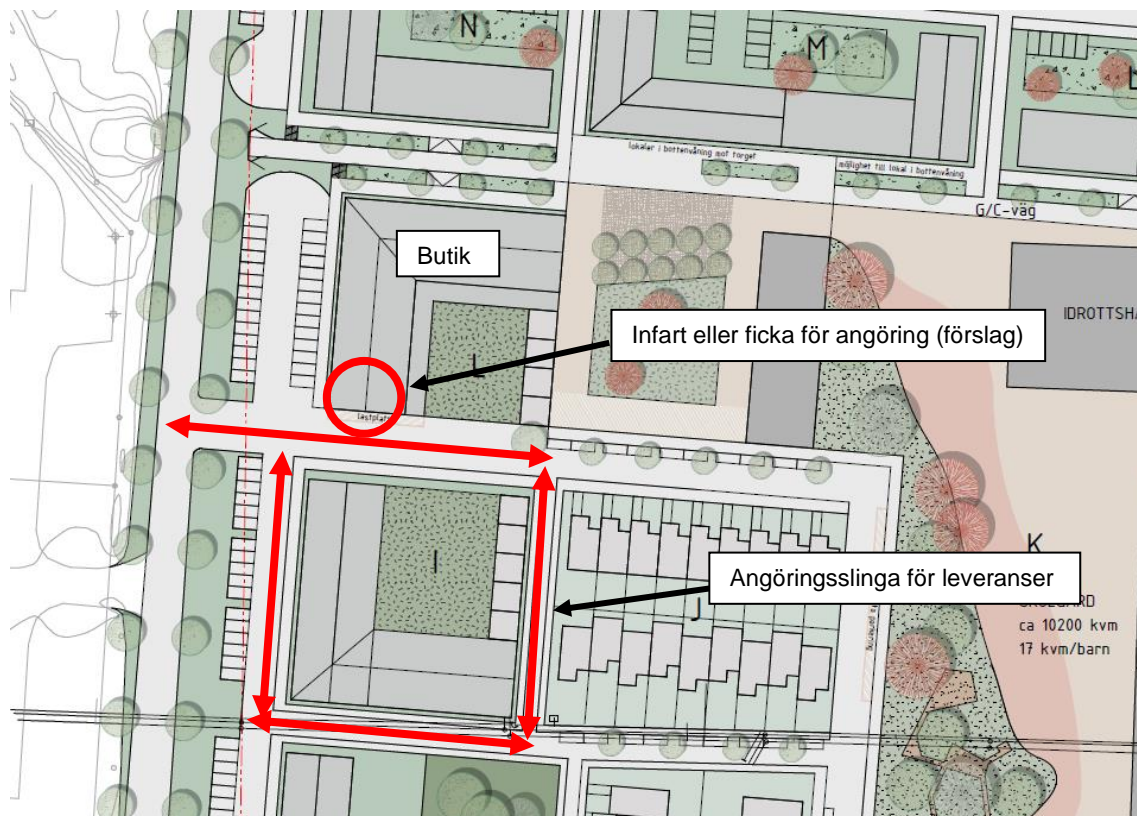 N
M
L
lokaler i bottenvåning mot torget
möjlighet till lokal i bottenvåning
G/C-väg
Butik
IDROTTSHA
Infart eller ficka för angöring (förslag)
L
lastplats
I
K
Angöringsslinga för leveranser
J
ca 10200 kvm
17 kvm/barn